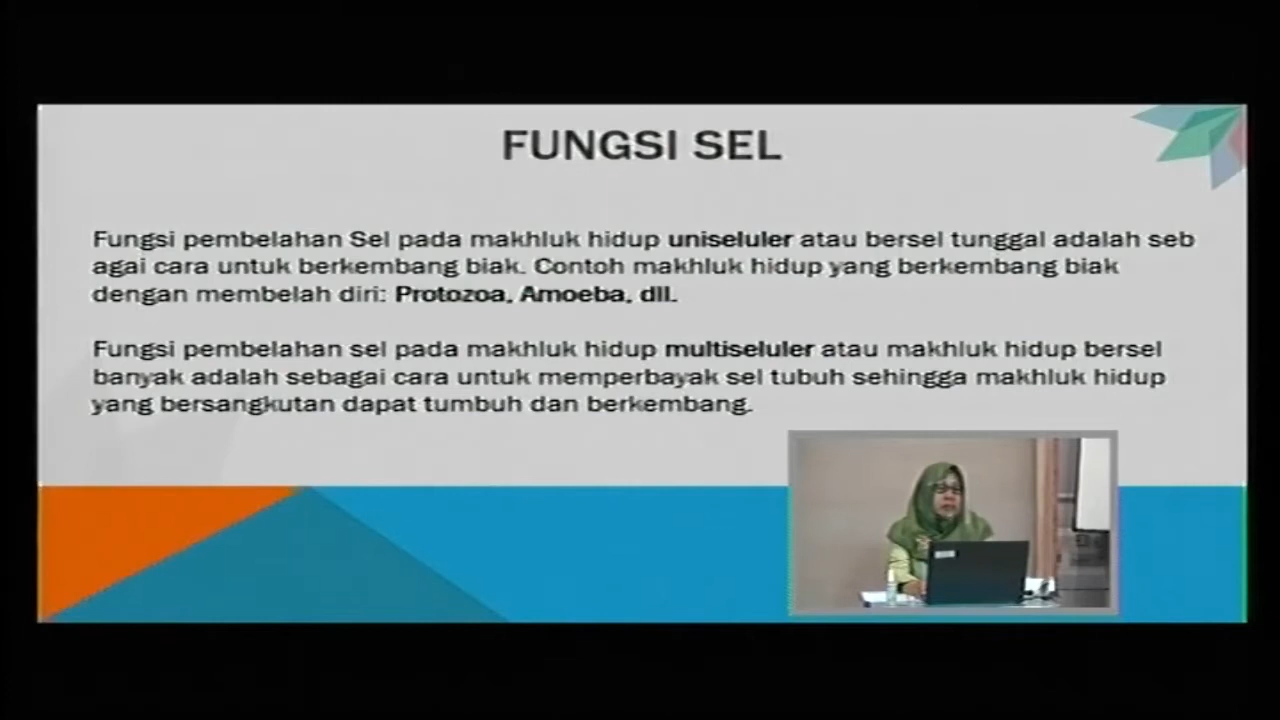 FUNGSI SEL
Fungsi pembelahan Sel pada makhluk hidup uniseluler atau bersel tunggal adalah seb
agai cara untuk berkembang biak. Contoh makhluk hidup yang berkembang biak
dengan membelah diri: Protozoa, Amoeba, dll.
Fungsi pembelahan sel pada makhluk hidup multiseluler atau makhluk hidup bersel
banyak adalah sebagai cara untuk memperbayak sel tubuh sehingga makhluk hidup
yang bersangkutan dapat tumbuh dan berkembang.